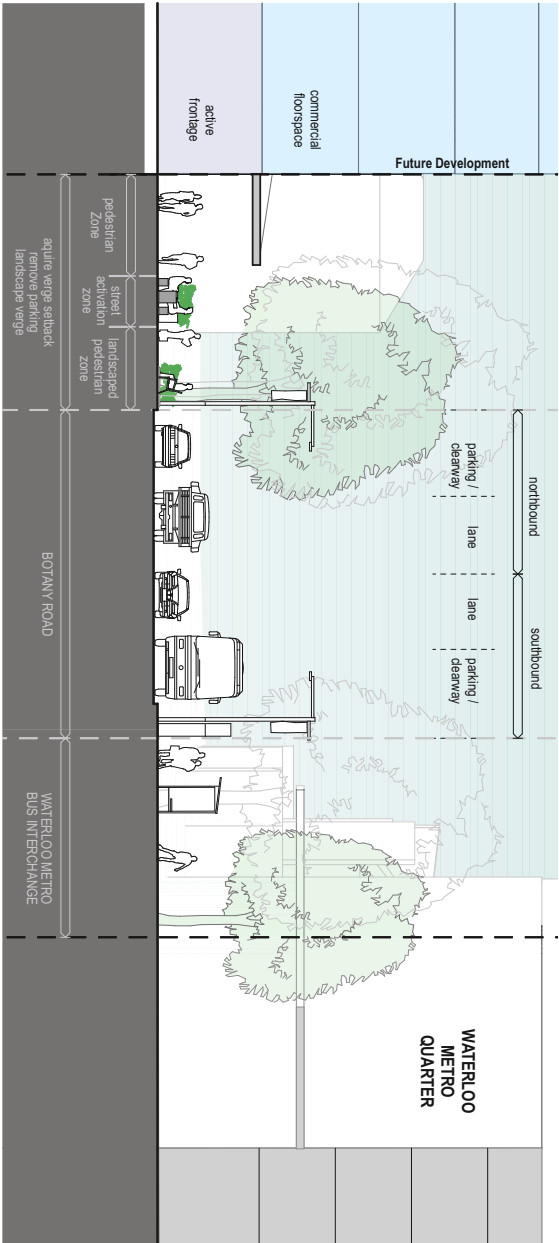 Future Development
commercial
floorspace
active
frontage
northbound
southbound
parking /
clearway
lane
lane
parking /
clearway
WATERLOO
METRO
QUARTER
pedestrian
Zone
street
activation
zone
landscaped
pedestrian
zone
aquire verge setback
remove parking
landscape verge
BOTANY ROAD
WATERLOO METRO
BUS INTERCHANGE